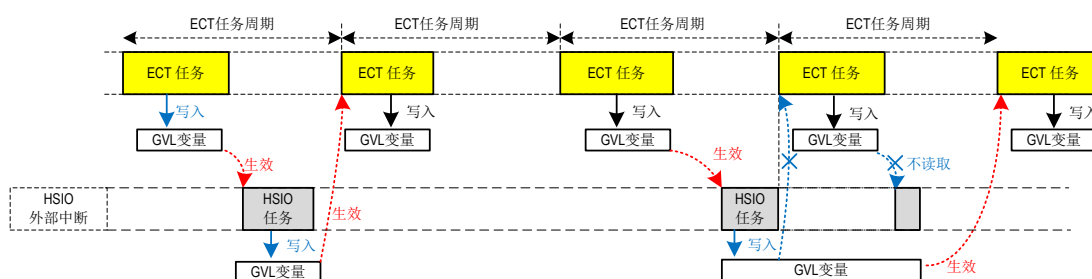 ECT任务周期 ECT任务周期 ECT任务周期 ECT任务周期
ECT 任务 ECT 任务 ECT 任务 ECT 任务 ECT 任务
写入 写入 写入 写入 写入
GVL变量 GVL变量 GVL变量 GVL变量 GVL变量
生效 生效 不读取
HSIO
外部中断
HSIO
任务
HSIO
任务
生效
写入 写入
GVL变量 GVL变量 生效